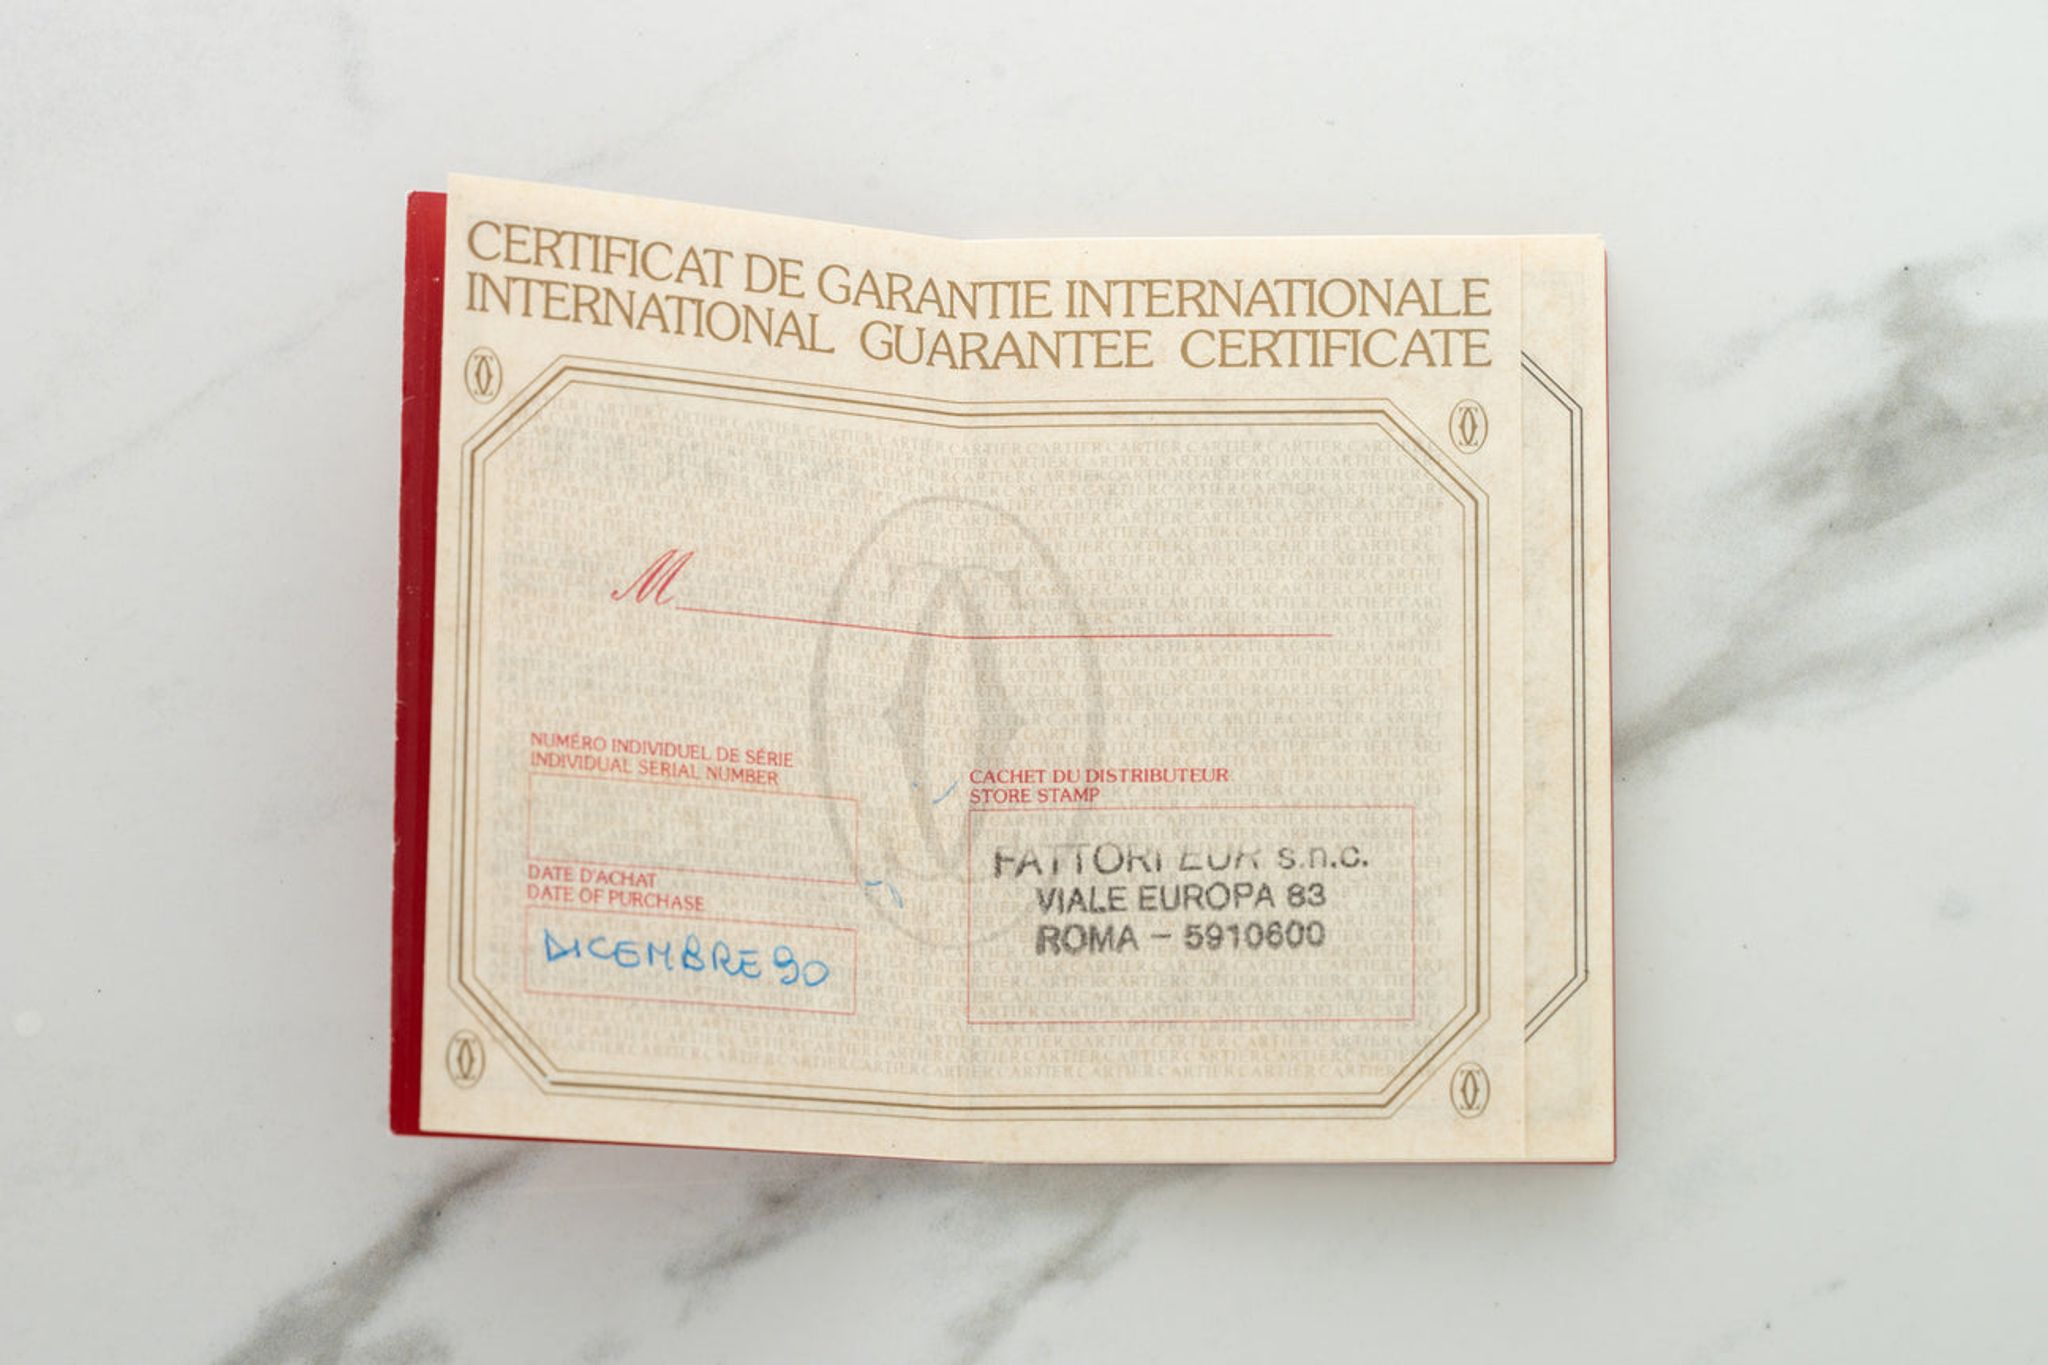 CERTIFICAT DE GARANTIE INTERNATIONALE
INTERNATIONAL GUARANTEE CERTIFICATE
M
NUMÉRO INDIVIDUEL DE SÉRIE
INDIVIDUAL SERIAL NUMBER
DATE D'ACHAT
DATE OF PURCHASE
DICEMBRE 90
CACHET DU DISTRIBUTEUR
STORE STAMP
FATTORI EUR s.n.c.
VIALE EUROPA 83
ROMA - 5910600